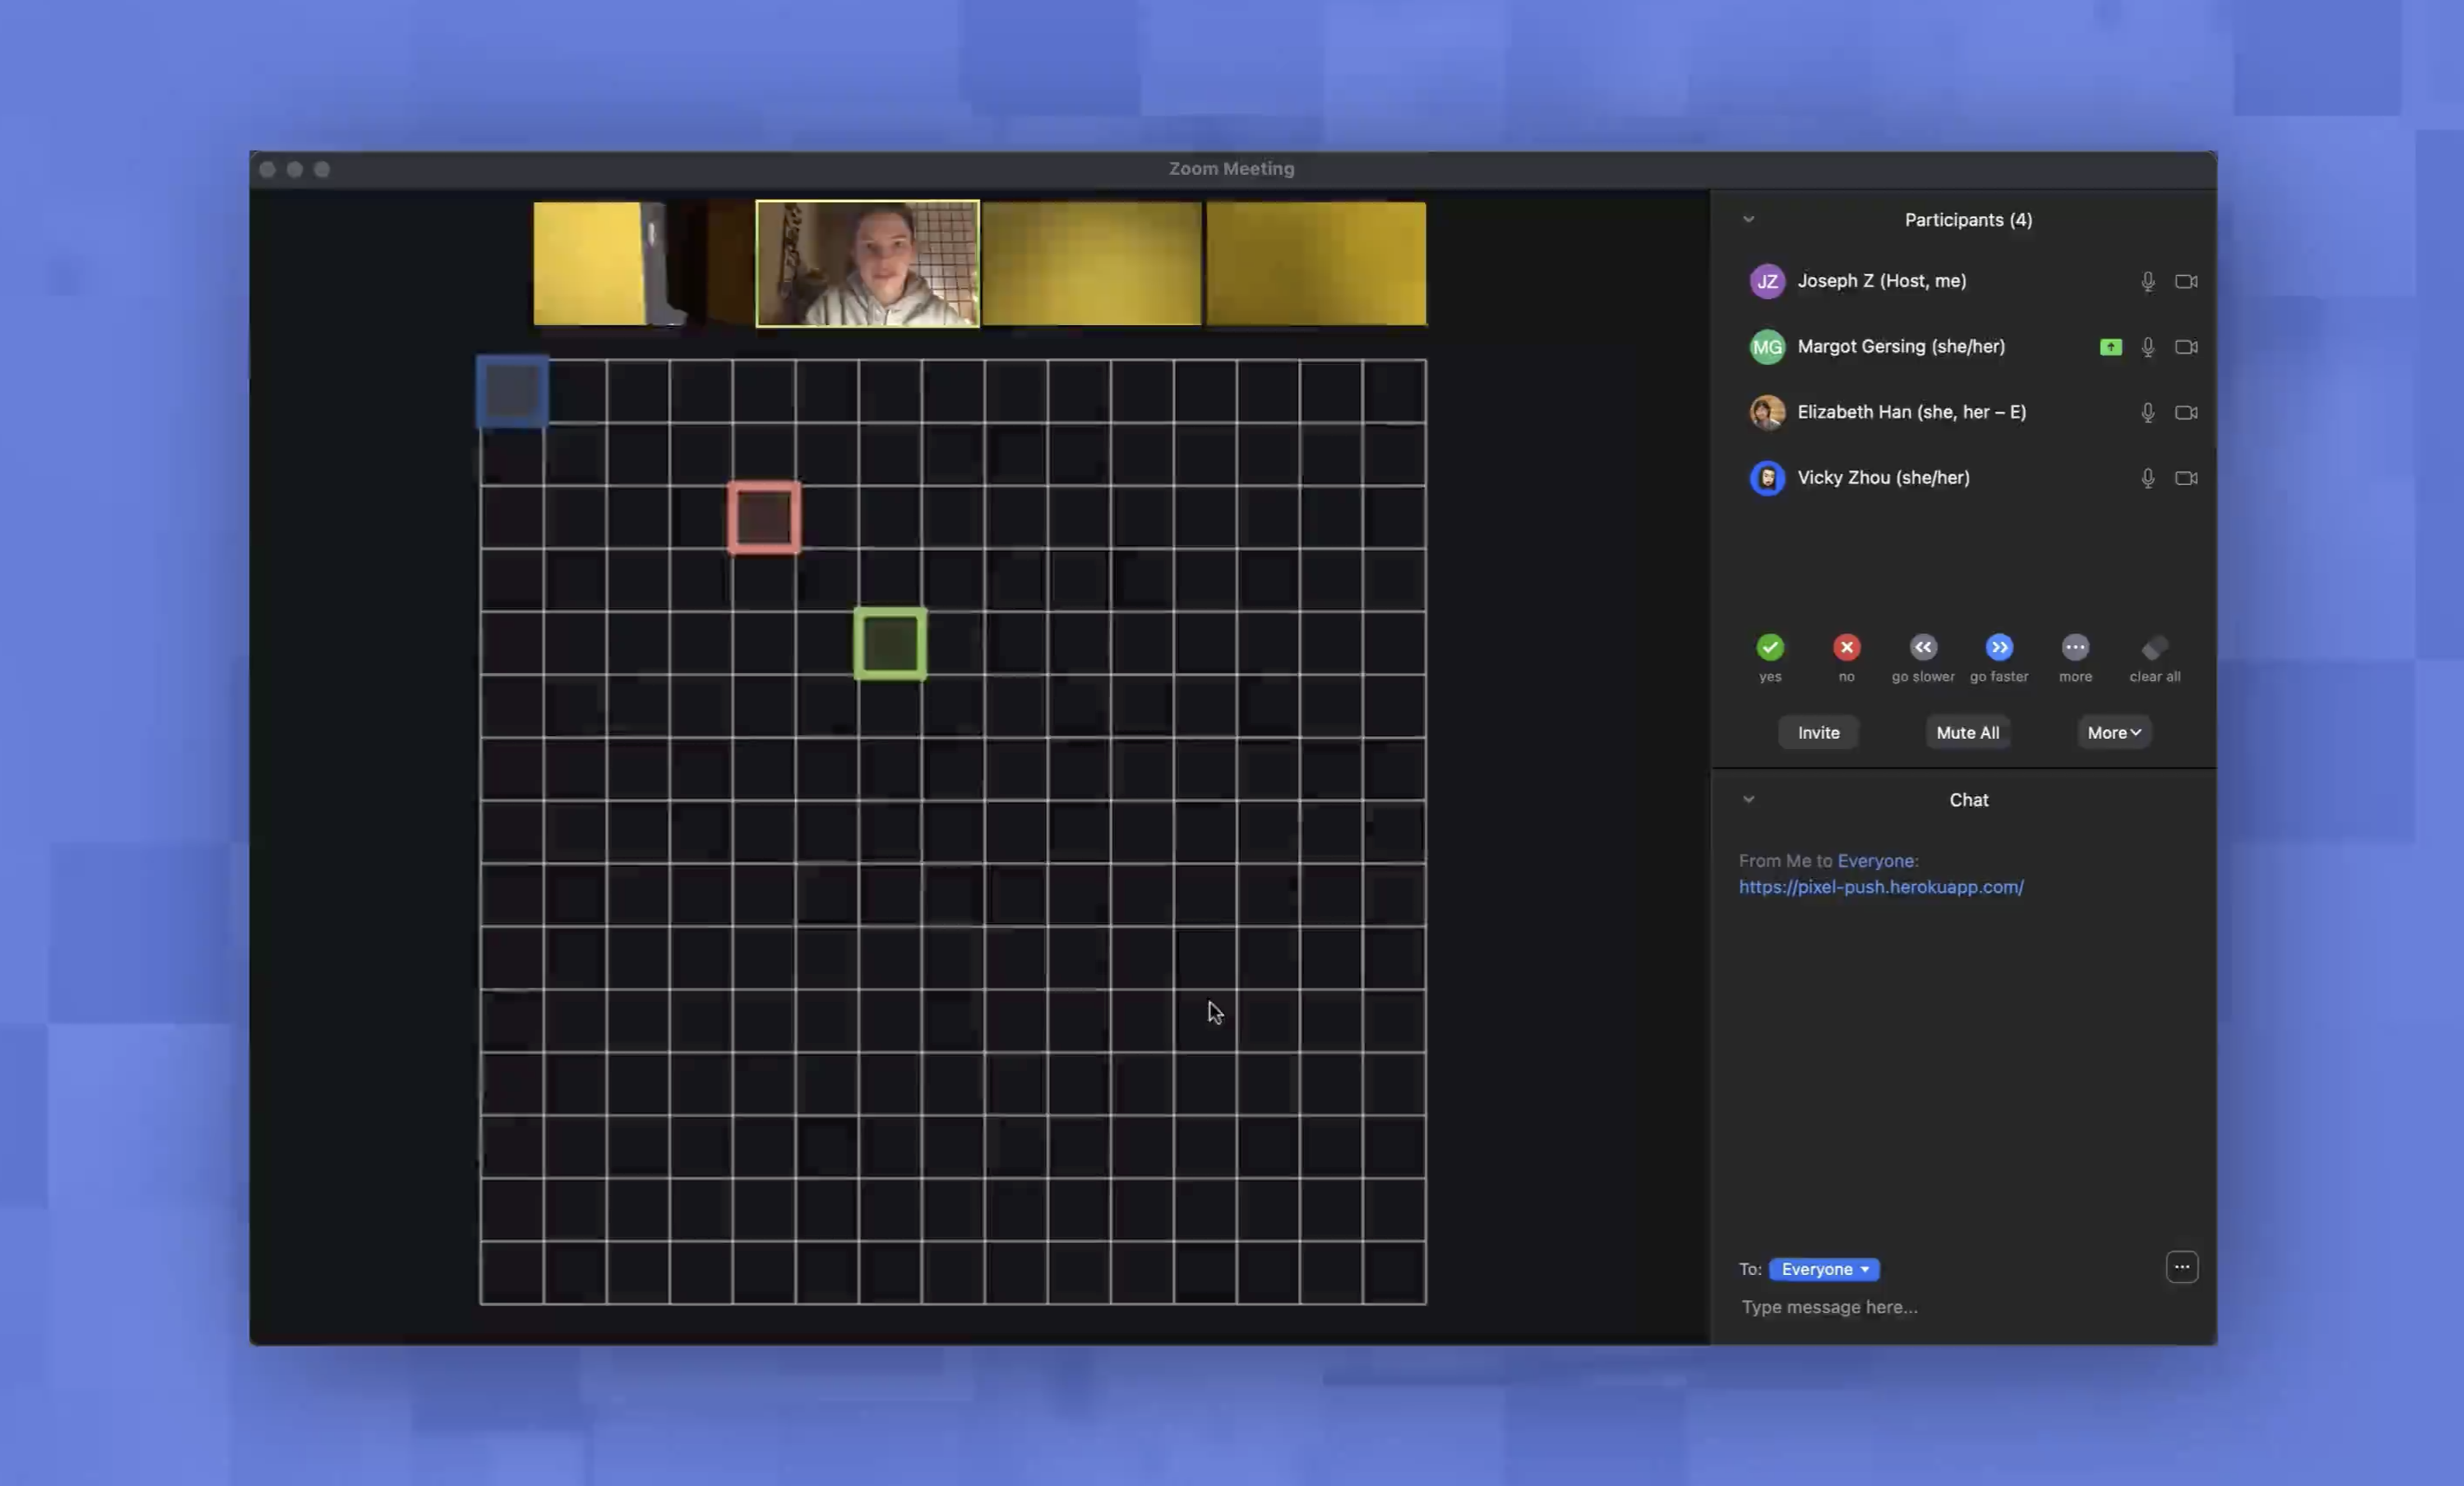 Zoom Meeting
Participants (4)
JZ Joseph Z (Host, me)
MG Margot Gersing (she/her)
Elizabeth Han (she, her – E)
Vicky Zhou (she/her)
yes no go slower go faster more clear all
Invite Mute All More
Chat
From Me to Everyone:
https://pixel-push.herokuapp.com/
To: Everyone
Type message here...